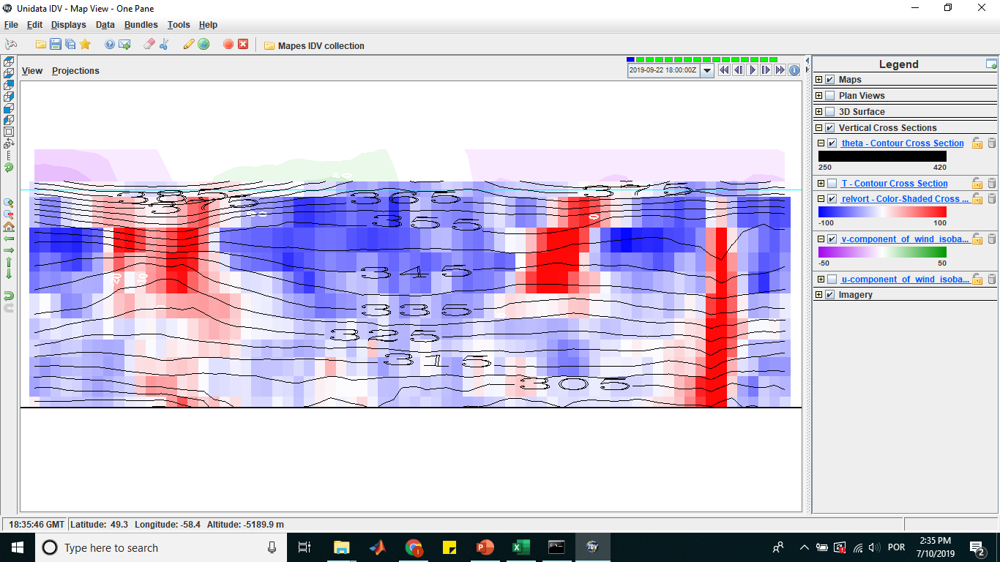 Unidata IDV - Map View - One Pane
File Edit Displays Data Bundles Tools Help
Mapes IDV collection
View Projections
2019-09-22 18:00:00Z
Legend
Maps
Plan Views
3D Surface
Vertical Cross Sections
theta - Contour Cross Section
250 420
T - Contour Cross Section
relvort - Color-Shaded Cross ...
-100 100
v-component_of_wind_isoba...
-50 50
u-component_of_wind_isoba...
Imagery
375 365 375
355
345
335
325
315
305
18:35:46 GMT Latitude: 49.3 Longitude: -58.4 Altitude: -5189.9 m
Type here to search
POR
2:35 PM
7/10/2019
2